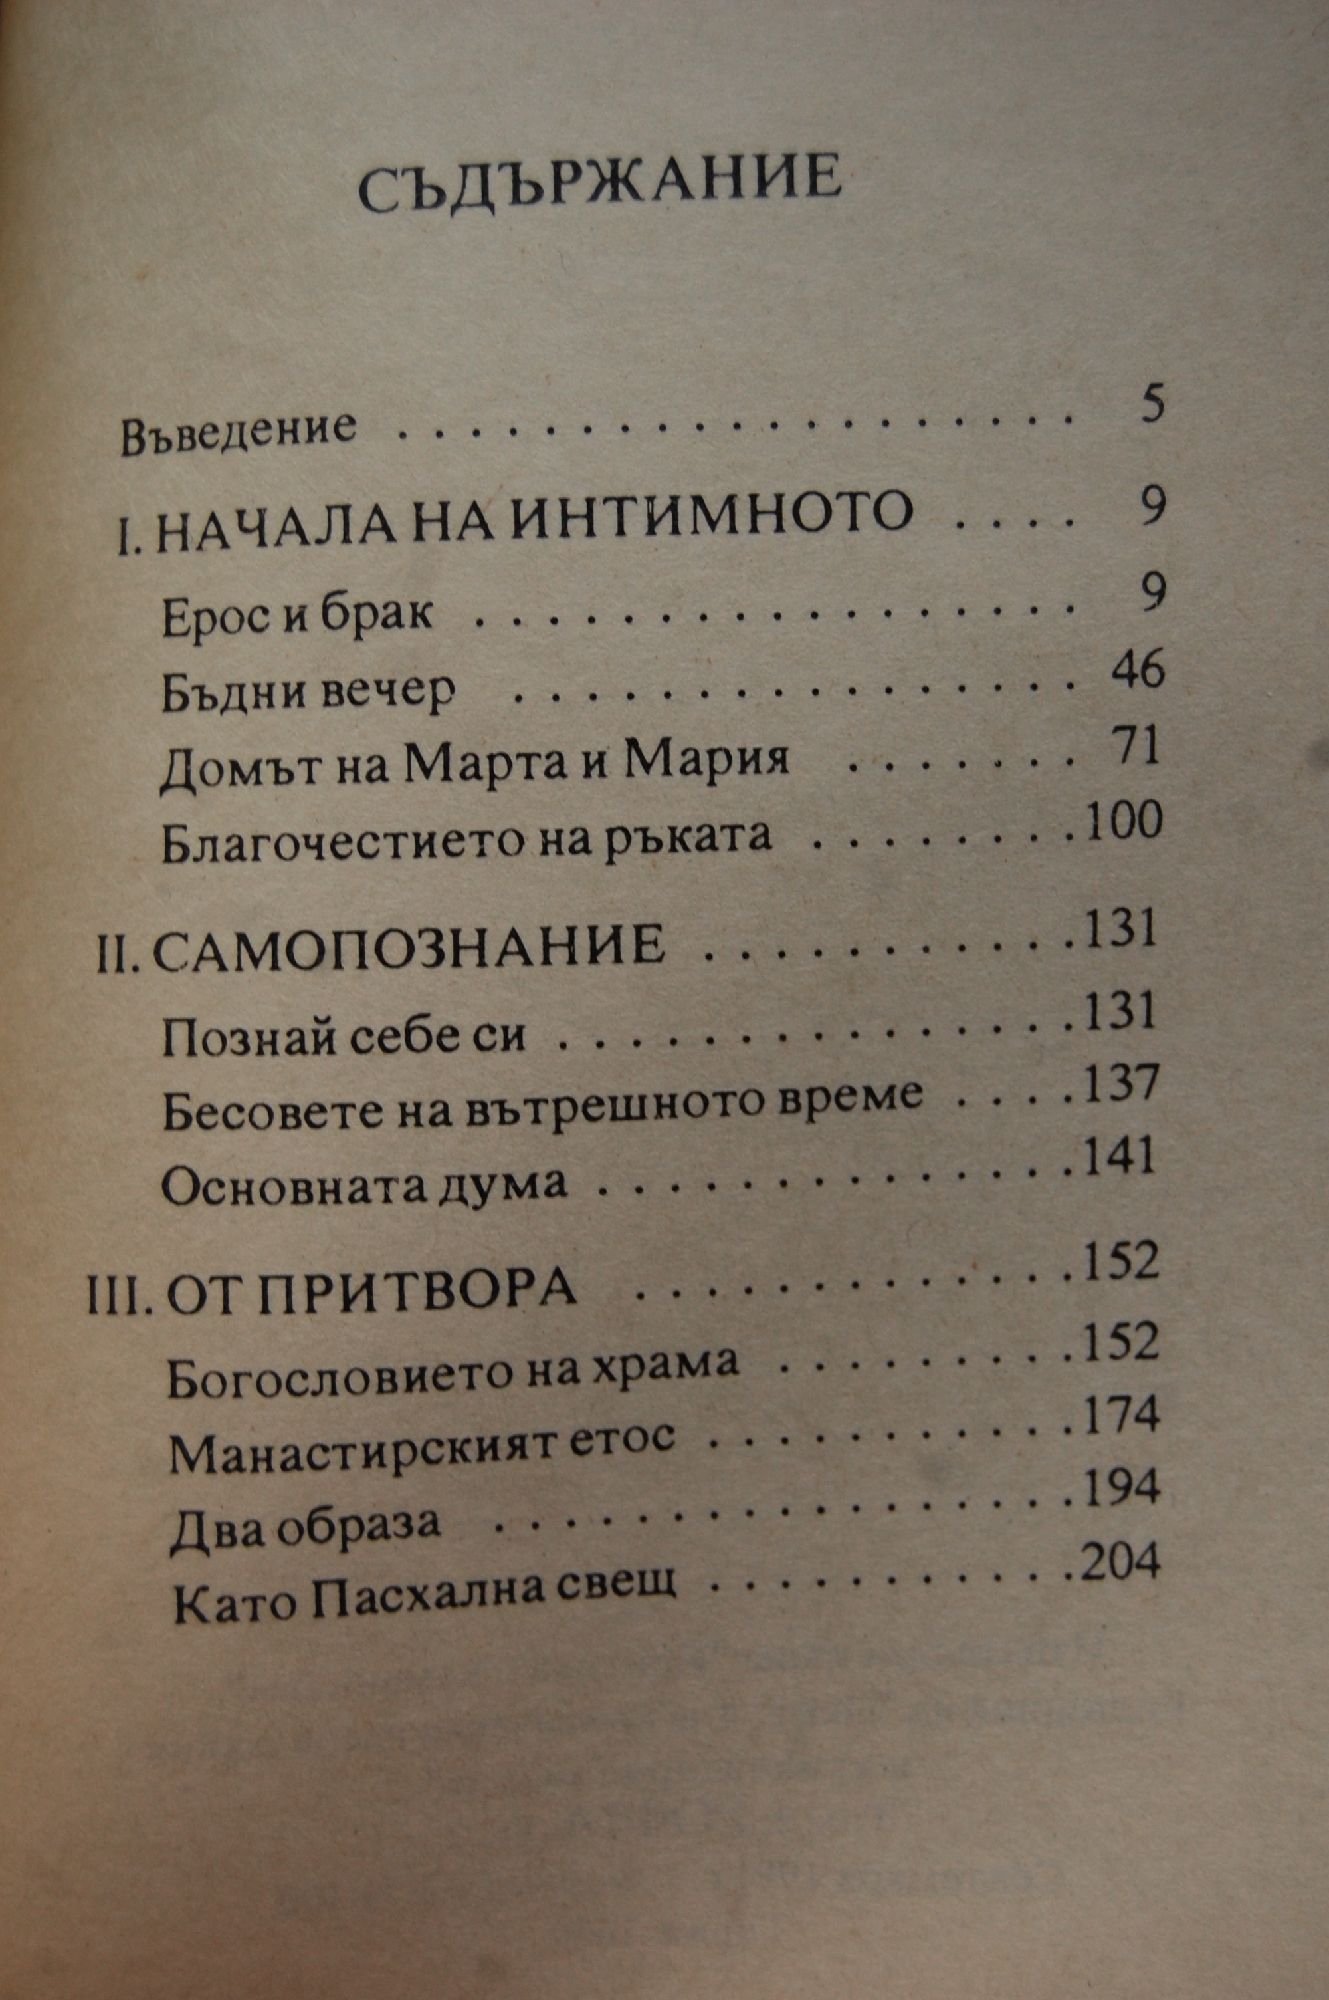 СЪДЪРЖАНИЕ
Въведение . . . . . . . . . . . . . . . . . . . 5
I. НАЧАЛА НА ИНТИМНОТО . . . . 9
Ерос и брак . . . . . . . . . . . . . . . . . 9
Бъдни вечер . . . . . . . . . . . . . . . . 46
Домът на Марта и Мария . . . . . . . 71
Благочестието на ръката . . . . . . . . 100
II. САМОПОЗНАНИЕ . . . . . . . . . . . 131
Познай себе си . . . . . . . . . . . . . . . 131
Бесовете на вътрешното време . . . . 137
Основната дума . . . . . . . . . . . . . . 141
III. ОТ ПРИТВОРА . . . . . . . . . . . . . 152
Богословието на храма . . . . . . . . . 152
Манастирският етос . . . . . . . . . . . 174
Два образа . . . . . . . . . . . . . . . . . 194
Като Пасхална свещ . . . . . . . . . . . 204